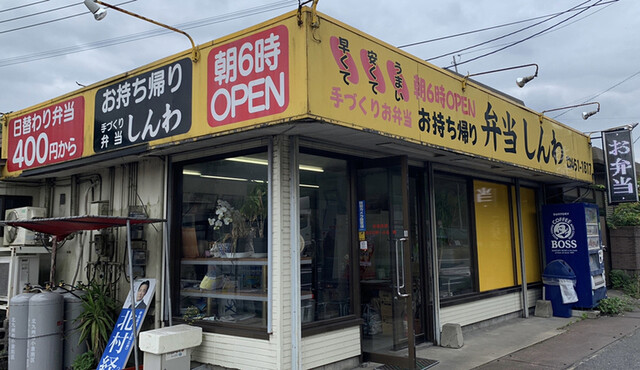 日替わり弁当
400円から
お持ち帰り
手づくり
弁当
しんわ
朝6時
OPEN
早くて
安くて
うまい
手づくりお弁当
朝6時OPEN
お持ち帰り
弁当 しんわ
お弁当
COFFEE
BOSS
北村経